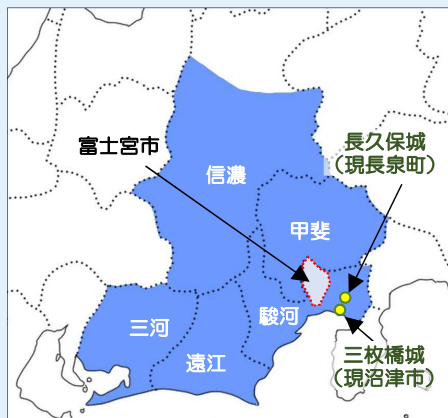 長久保城
（現長泉町）
富士宮市
信濃
甲斐
駿河
三河
遠江
三枚橋城
（現沼津市）